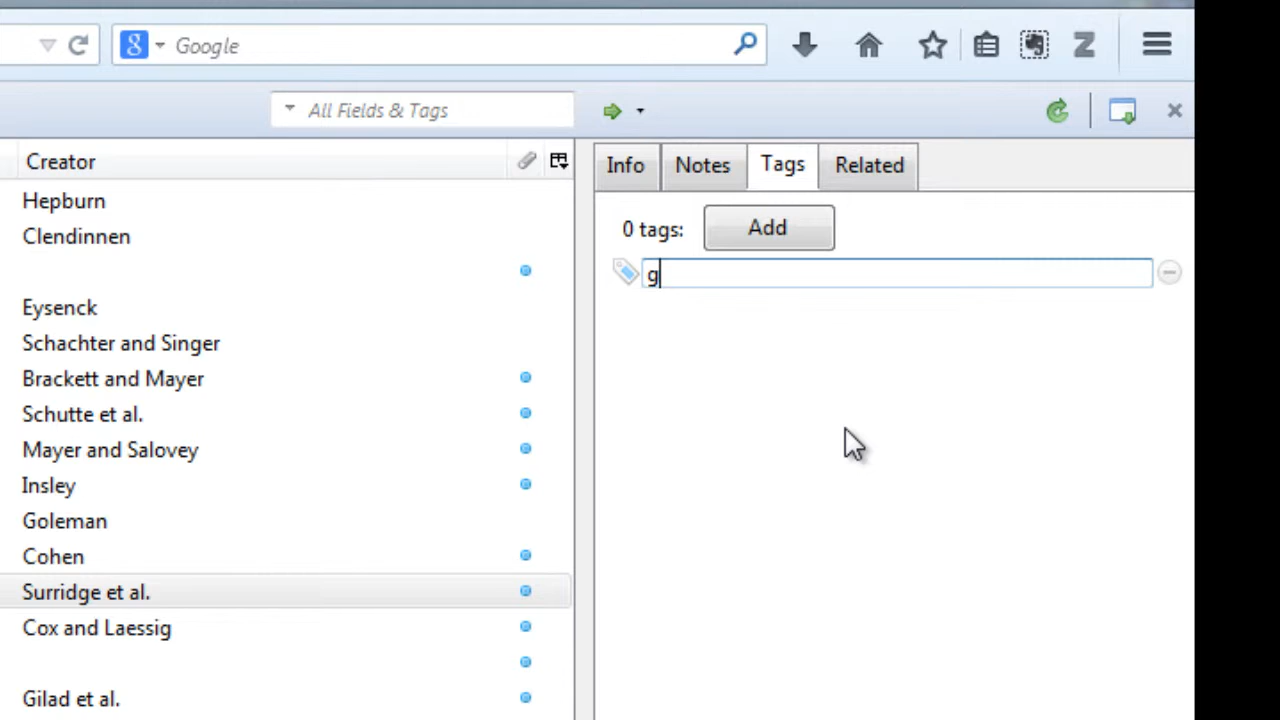 8 Google
Z
All Fields & Tags
Creator
Info Notes Tags Related
Hepburn
0 tags: Add
Clendinnen
g
Eysenck
Schachter and Singer
Brackett and Mayer
Schutte et al.
Mayer and Salovey
Insley
Goleman
Cohen
Surridge et al.
Cox and Laessig
Gilad et al.